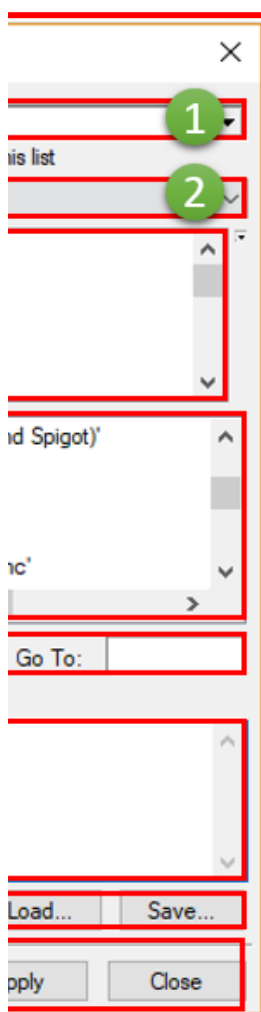 1
his list
2
nd Spigot)'
nc'
Go To:
Load...
Save...
pply
Close